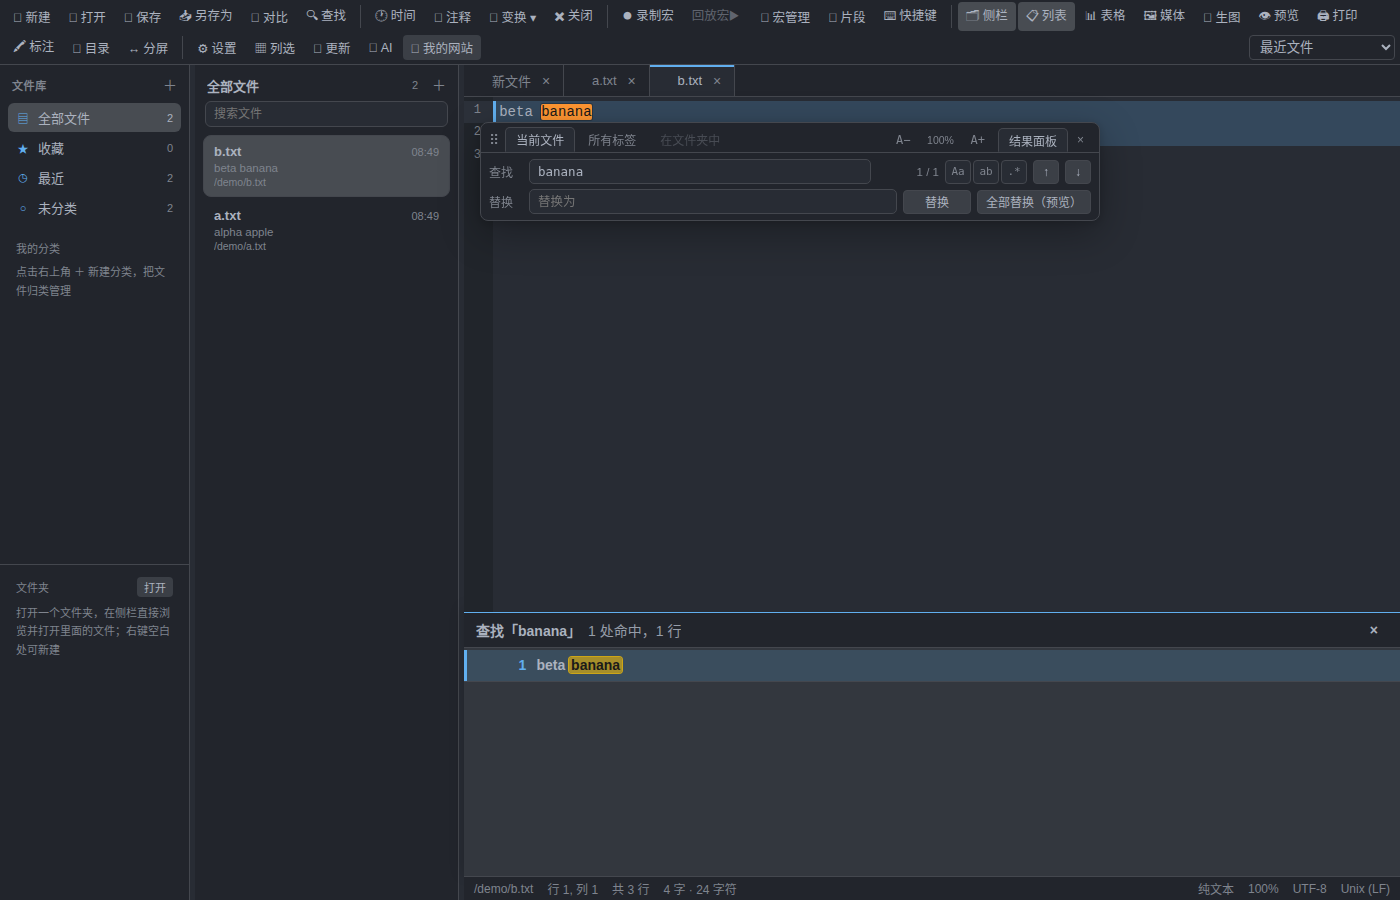 新建 打开 保存 另存为 对比 查找 时间 注释 变换 ▾ 关闭 录制宏 回放宏▶ 宏管理 片段 快捷键 侧栏 列表 表格 媒体 生图 预览 打印
标注 目录 分屏 设置 列选 更新 AI 我的网站 最近文件
文件库 +
全部文件 2
收藏 0
最近 2
未分类 2
我的分类
点击右上角 + 新建分类，把文
件归类管理
文件夹 打开
打开一个文件夹，在侧栏直接浏
览并打开里面的文件；右键空白
处可新建
全部文件 2 +
搜索文件
b.txt 08:49
beta banana
/demo/b.txt
a.txt 08:49
alpha apple
/demo/a.txt
新文件 × a.txt × b.txt ×
1 beta banana
2
3
当前文件 所有标签 在文件夹中 A− 100% A+ 结果面板 ×
查找 banana 1 / 1 Aa ab .* ↑ ↓
替换 替换为 替换 全部替换（预览）
查找「banana」 1 处命中，1 行 ×
1 beta banana
/demo/b.txt 行 1, 列 1 共 3 行 4 字 · 24 字符 纯文本 100% UTF-8 Unix (LF)